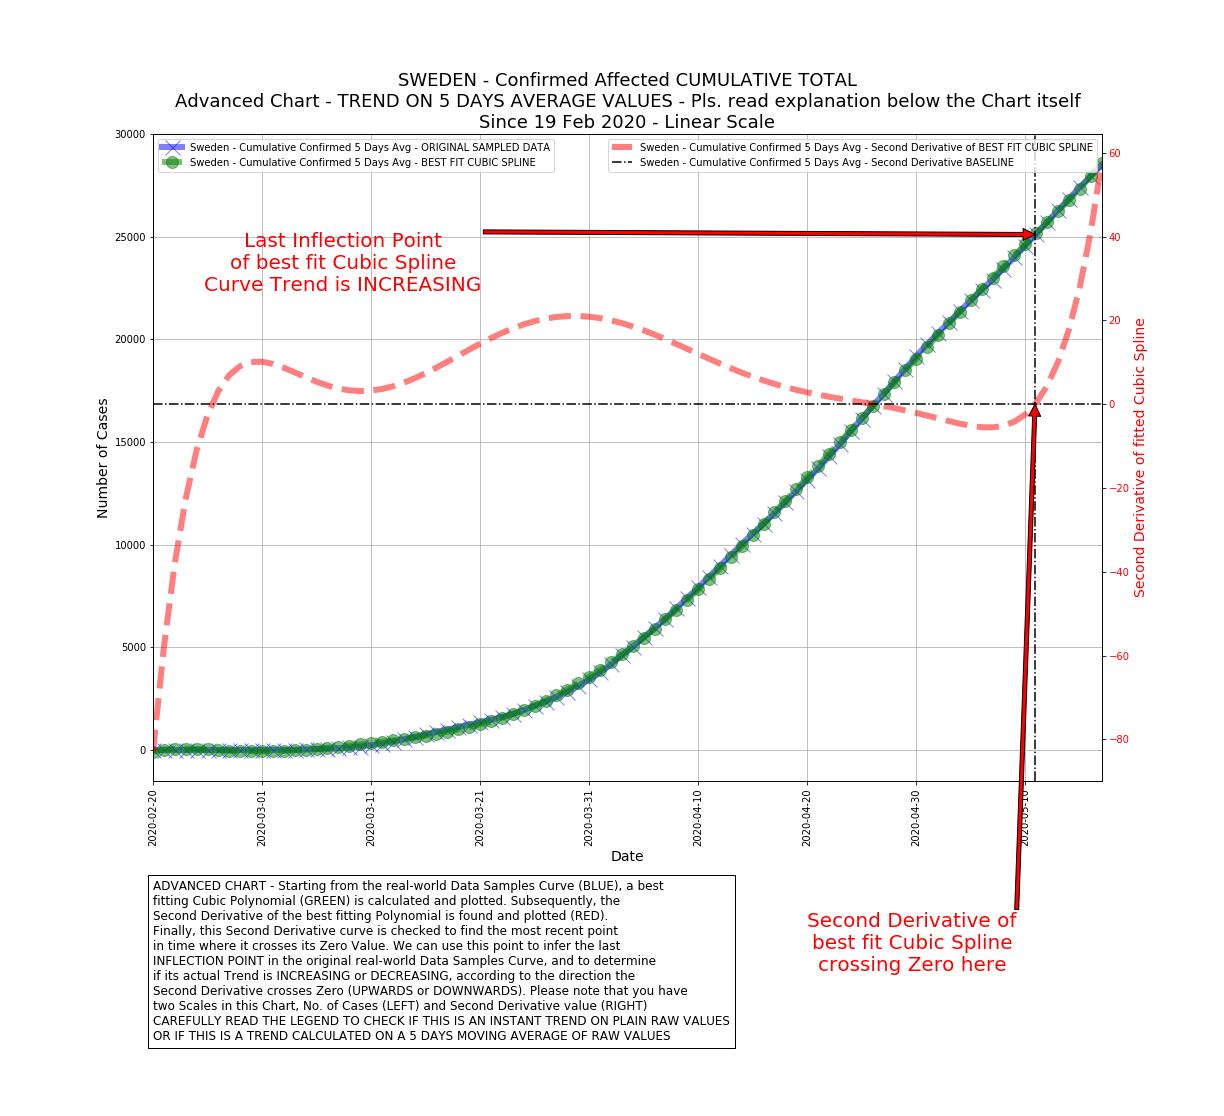 SWEDEN - Confirmed Affected CUMULATIVE TOTAL
Advanced Chart - TREND ON 5 DAYS AVERAGE VALUES - Pls. read explanation below the Chart itself
Since 19 Feb 2020 - Linear Scale
Sweden - Cumulative Confirmed 5 Days Avg - ORIGINAL SAMPLED DATA
Sweden - Cumulative Confirmed 5 Days Avg - BEST FIT CUBIC SPLINE
Sweden - Cumulative Confirmed 5 Days Avg - Second Derivative of BEST FIT CUBIC SPLINE
Sweden - Cumulative Confirmed 5 Days Avg - Second Derivative BASELINE
Last Inflection Point
of best fit Cubic Spline
Curve Trend is INCREASING
Number of Cases
30000
25000
20000
15000
10000
5000
0
60
40
20
0
−20
−40
−60
−80
Second Derivative of fitted Cubic Spline
2020-02-20
2020-03-01
2020-03-11
2020-03-21
2020-03-31
2020-04-10
2020-04-20
2020-04-30
2020-05-10
Date
ADVANCED CHART - Starting from the real-world Data Samples Curve (BLUE), a best
fitting Cubic Polynomial (GREEN) is calculated and plotted. Subsequently, the
Second Derivative of the best fitting Polynomial is found and plotted (RED).
Finally, this Second Derivative curve is checked to find the most recent point
in time where it crosses its Zero Value. We can use this point to infer the last
INFLECTION POINT in the original real-world Data Samples Curve, and to determine
if its actual Trend is INCREASING or DECREASING, according to the direction the
Second Derivative crosses Zero (UPWARDS or DOWNWARDS). Please note that you have
two Scales in this Chart, No. of Cases (LEFT) and Second Derivative value (RIGHT)
CAREFULLY READ THE LEGEND TO CHECK IF THIS IS AN INSTANT TREND ON PLAIN RAW VALUES
OR IF THIS IS A TREND CALCULATED ON A 5 DAYS MOVING AVERAGE OF RAW VALUES
Second Derivative of
best fit Cubic Spline
crossing Zero here